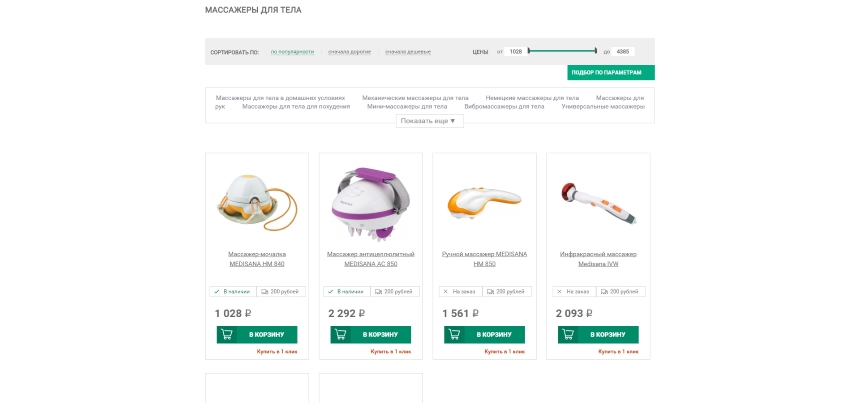 МАССАЖЕРЫ ДЛЯ ТЕЛА
СОРТИРОВАТЬ ПО: по популярности сначала дорогие сначала дешевые ЦЕНЫ от 1028 до 4385
ПОДБОР ПО ПАРАМЕТРАМ
Массажеры для тела в домашних условиях Механические массажеры для тела Немецкие массажеры для тела Массажеры для
рук Массажеры для тела для похудения Мини-массажеры для тела Вибромассажеры для тела Универсальные массажеры
Показать еще ▼
Массажер-мочалка
MEDISANA HM 840
В наличии 200 рублей
1 028 ₽
В КОРЗИНУ
Купить в 1 клик
Массажер антицеллюлитный
MEDISANA AC 850
В наличии 200 рублей
2 292 ₽
В КОРЗИНУ
Купить в 1 клик
Ручной массажер MEDISANA
HM 850
На заказ 200 рублей
1 561 ₽
В КОРЗИНУ
Купить в 1 клик
Инфракрасный массажер
Medisana IVW
На заказ 200 рублей
2 093 ₽
В КОРЗИНУ
Купить в 1 клик